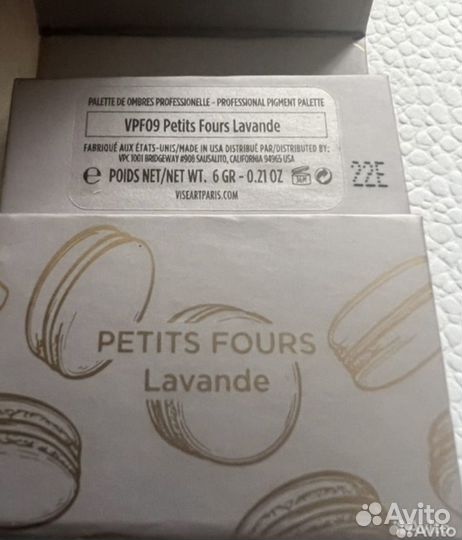 PALETTE DE OMBRES PROFESSIONELLE - PROFESSIONAL PIGMENT PALETTE
VPF09 Petits Fours Lavande
FABRIQUÉ AUX ÉTATS-UNIS/MADE IN USA DISTRIBUÉ PAR/DISTRIBUTED BY:
VPC 1001 BRIDGEWAY #908 SAUSALITO, CALIFORNIA 94965 USA
℮ POIDS NET/NET WT. 6 GR - 0.21 OZ
VISEARTPARIS.COM
22E
PETITS FOURS
Lavande
Avito
Avito